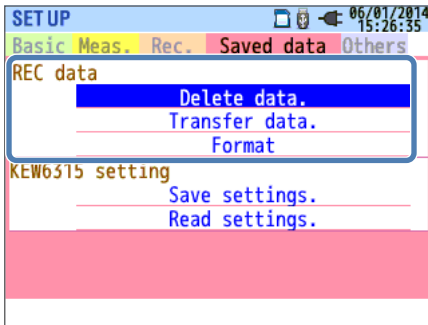 SET UP 06/01/2014
15:26:35
Basic Meas. Rec. Saved data Others
REC data
Delete data.
Transfer data.
Format
KEW6315 setting
Save settings.
Read settings.